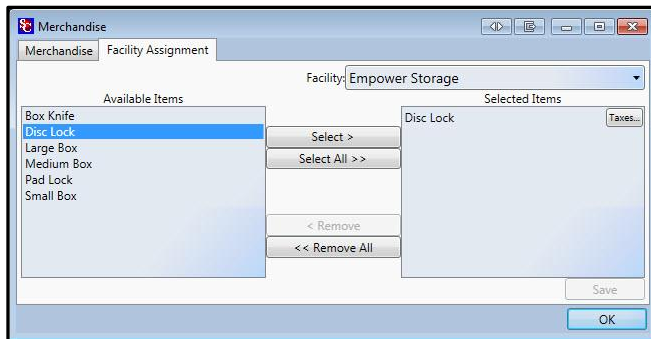 SC Merchandise
Merchandise Facility Assignment
Facility: Empower Storage
Available Items
Selected Items
Box Knife
Disc Lock
Large Box
Medium Box
Pad Lock
Small Box
Select >
Select All >>
< Remove
<< Remove All
Disc Lock Taxes...
Save
OK